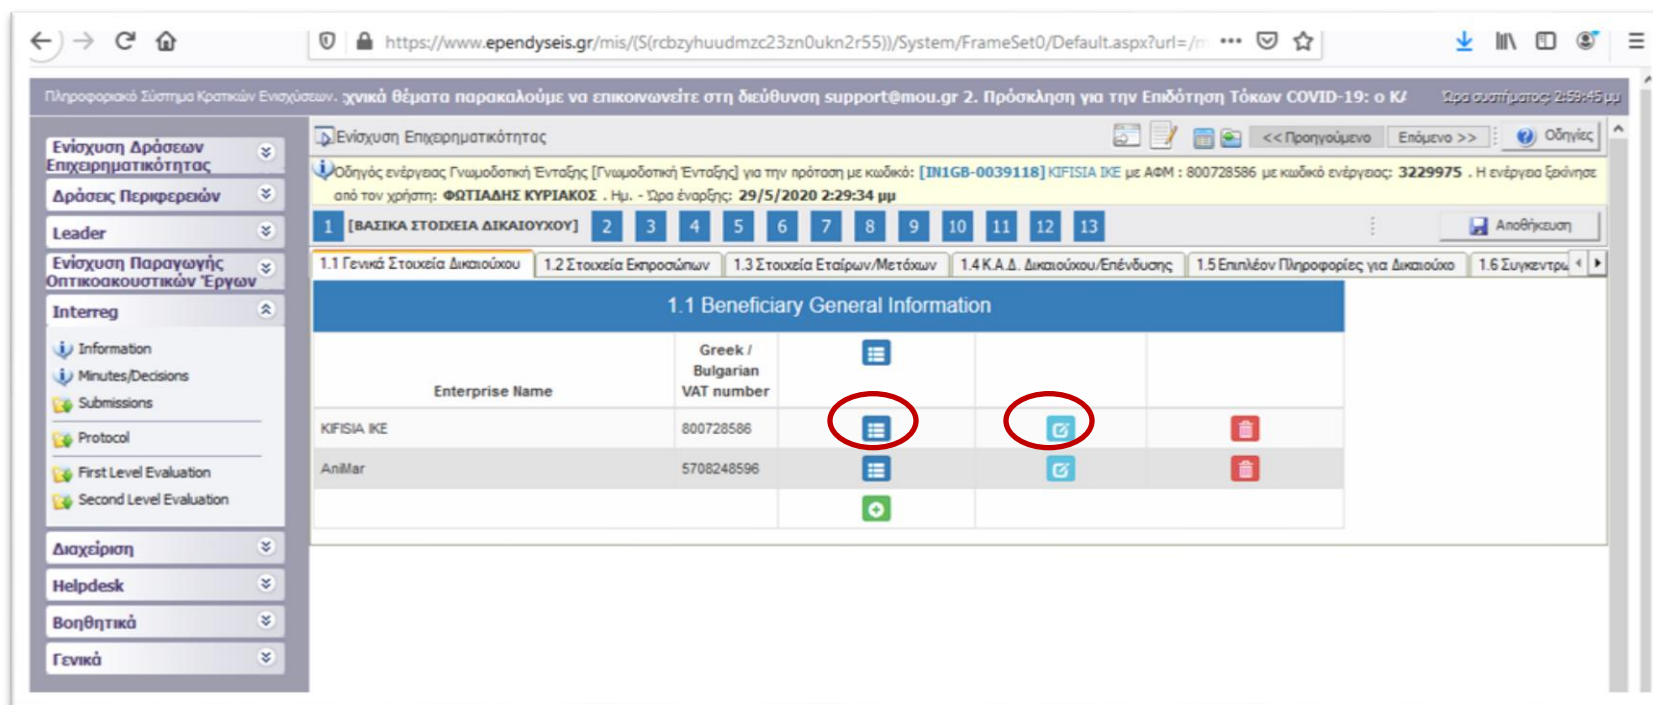 https://www.ependyseis.gr/mis/(S(rcbzyhuudmzc23zn0ukn2r55))/System/FrameSet0/Default.aspx?url=/
Πληροφοριακό Σύστημα Κρατικών Ενισχύσεων. χνικά θέματα παρακαλούμε να επικοινωνείτε στη διεύθυνση support@mou.gr 2. Πρόσκληση για την Επιδότηση Τόκων COVID-19: ο Κ Ώρα συστήματος: 2:59:45 μμ
Ενίσχυση Δράσεων
Επιχειρηματικότητας
Δράσεις Περιφερειών
Leader
Ενίσχυση Παραγωγής
Οπτικοακουστικών Έργων
Interreg
Information
Minutes/Decisions
Submissions
Protocol
First Level Evaluation
Second Level Evaluation
Διαχείριση
Helpdesk
Βοηθητικά
Γενικά
Ενίσχυση Επιχειρηματικότητας
<< Προηγούμενο Επόμενο >> Οδηγίες
Οδηγός ενέργειας Γνωμοδοτική Ένταξης [Γνωμοδοτική Ένταξης] για την πρόταση με κωδικό: [IN1GB-0039118] KIFISIA IKE με ΑΦΜ : 800728586 με κωδικό ενέργειας: 3229975 . Η ενέργεια ξεκίνησε
από τον χρήστη: ΦΩΤΙΑΔΗΣ ΚΥΡΙΑΚΟΣ . Ημ. - Ώρα έναρξης: 29/5/2020 2:29:34 μμ
1 [ΒΑΣΙΚΑ ΣΤΟΙΧΕΙΑ ΔΙΚΑΙΟΥΧΟΥ] 2 3 4 5 6 7 8 9 10 11 12 13 Αποθήκευση
1.1 Γενικά Στοιχεία Δικαιούχου 1.2 Στοιχεία Εκπροσώπων 1.3 Στοιχεία Εταίρων/Μετόχων 1.4 Κ.Α.Δ. Δικαιούχου/Επένδυσης 1.5 Επιπλέον Πληροφορίες για Δικαιούχο 1.6 Συγκεντρω
1.1 Beneficiary General Information
Enterprise Name
Greek /
Bulgarian
VAT number
KIFISIA IKE 800728586
AniMar 5708248596